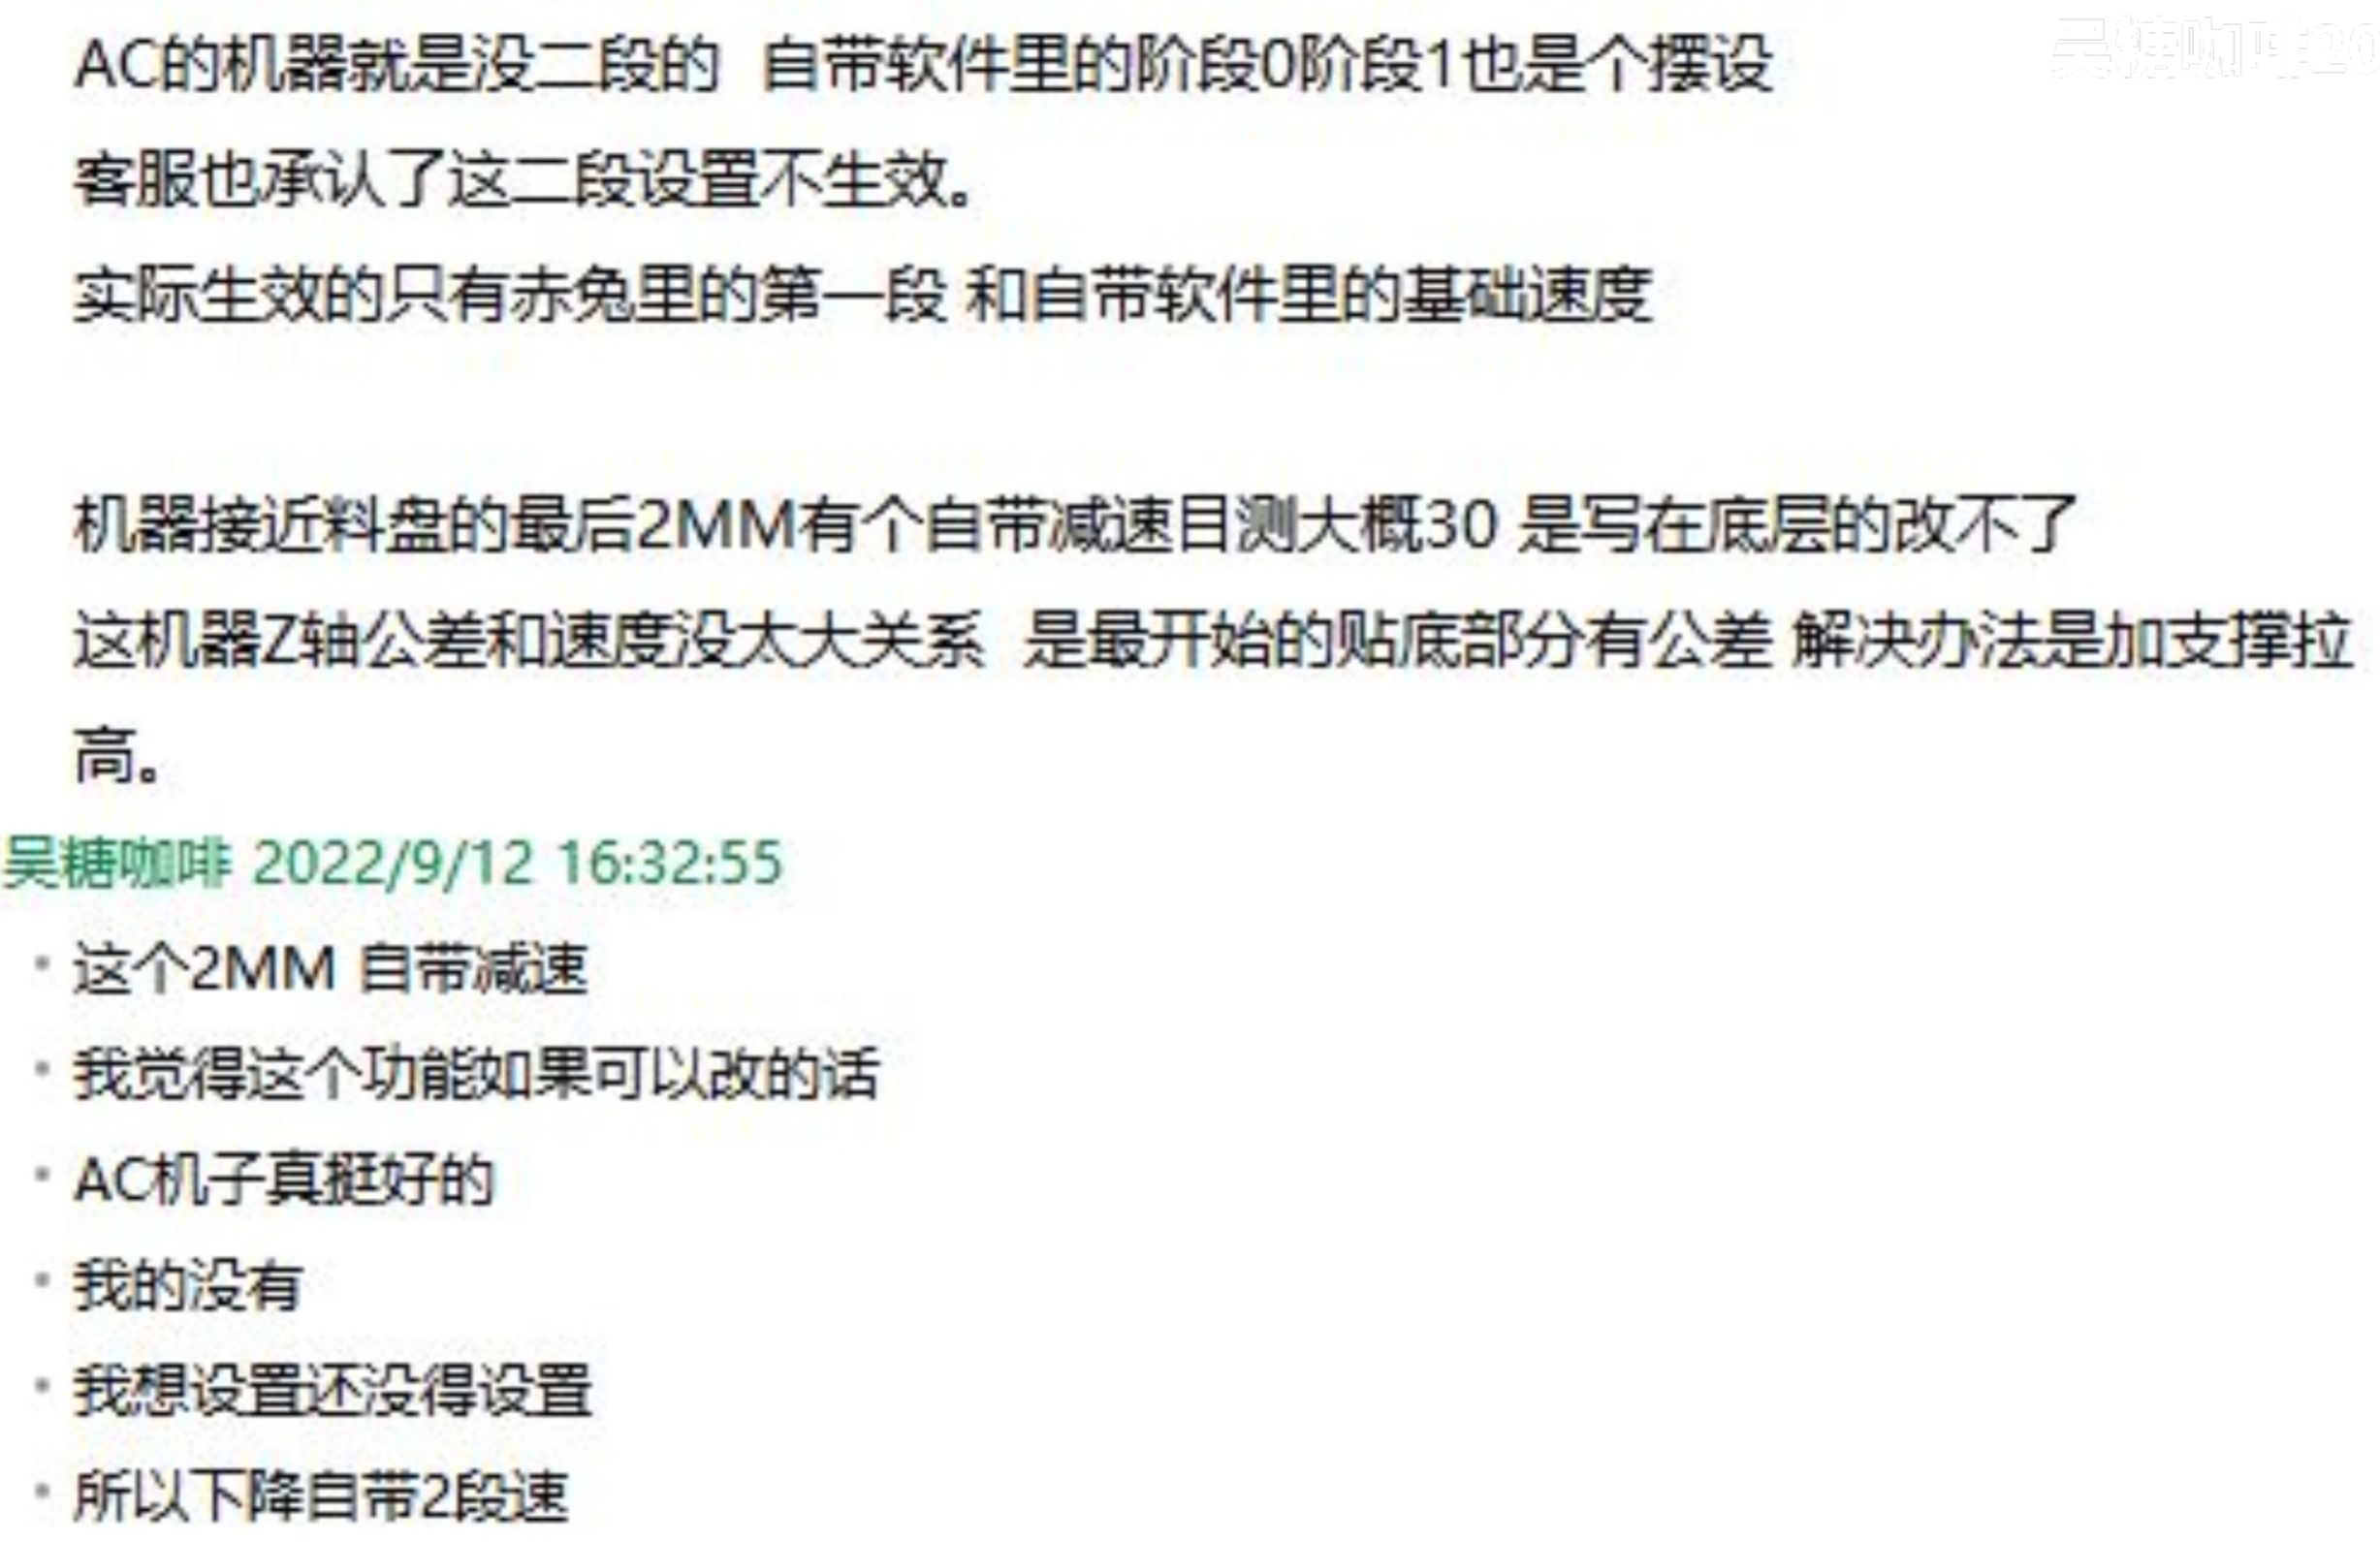 吴糖咖啡20
AC的机器就是没二段的 自带软件里的阶段0阶段1也是个摆设
客服也承认了这二段设置不生效。
实际生效的只有赤兔里的第一段 和自带软件里的基础速度
机器接近料盘的最后2MM有个自带减速目测大概30 是写在底层的改不了
这机器Z轴公差和速度没太大关系 是最开始的贴底部分有公差 解决办法是加支撑拉
高。
吴糖咖啡 2022/9/12 16:32:55
这个2MM 自带减速
我觉得这个功能如果可以改的话
AC机子真挺好的
我的没有
我想设置还没得设置
所以下降自带2段速